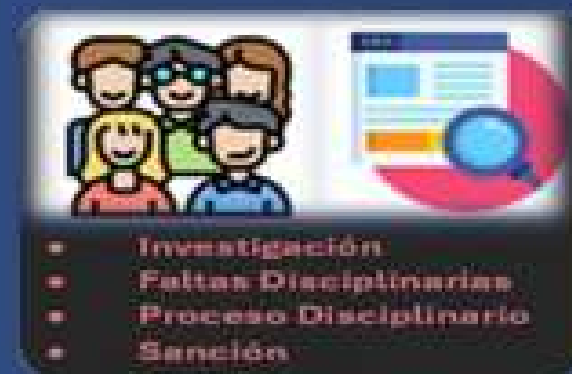 • Investigación
• Faltas Disciplinarias
• Proceso Disciplinario
• Sanción